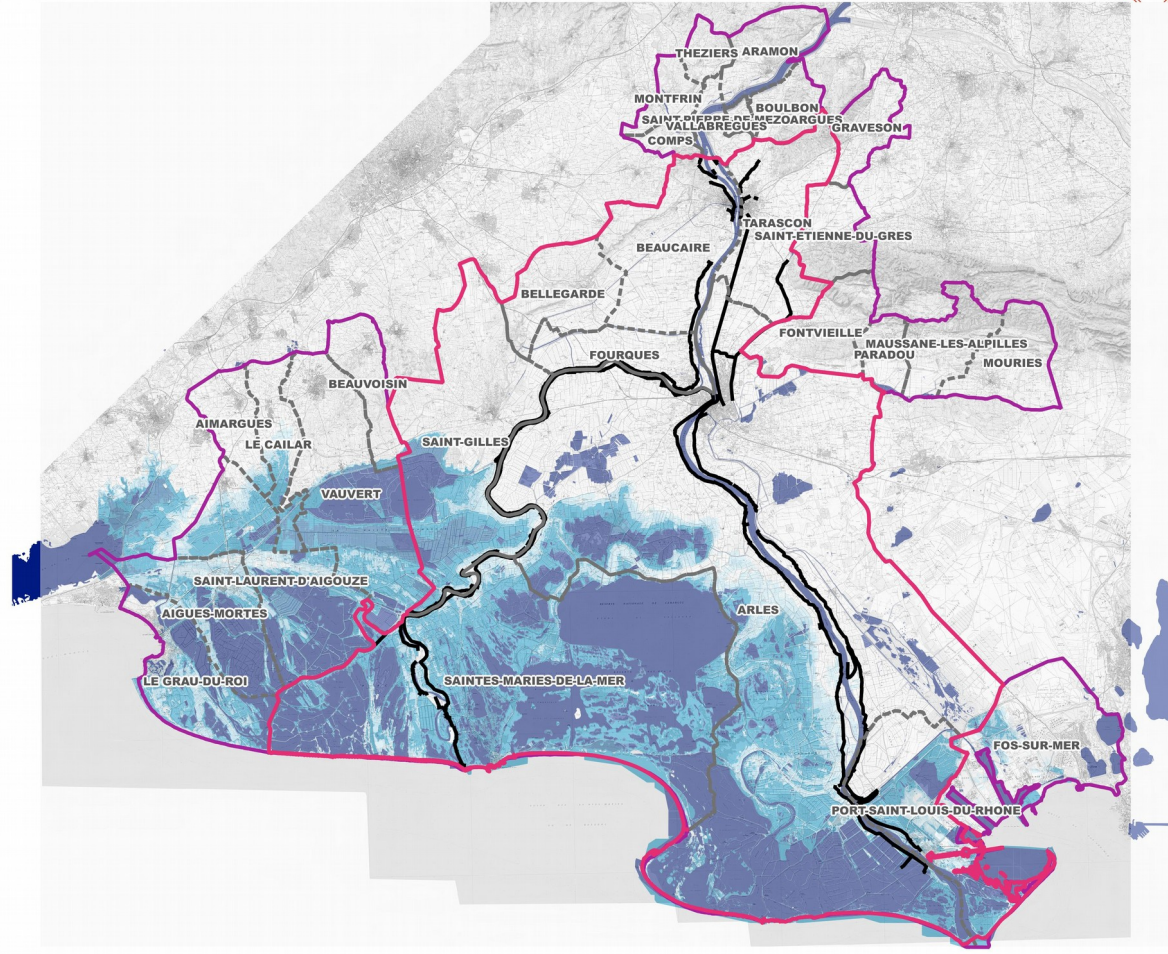 THEZIERS ARAMON
MONTFRIN
BOULBON
SAINT-PIERRE-DE-MEZOARGUES
VALLABREGUES
GRAVESON
COMPS
TARASCON
SAINT-ETIENNE-DU-GRES
BEAUCAIRE
BELLEGARDE
FONTVIEILLE
MAUSSANE-LES-ALPILLES
FOURQUES
PARADOU
MOURIES
BEAUVOISIN
AIMARGUES
LE CAILAR
SAINT-GILLES
VAUVERT
SAINT-LAURENT-D'AIGOUZE
AIGUES-MORTES
ARLES
LE GRAU-DU-ROI
SAINTES-MARIES-DE-LA-MER
FOS-SUR-MER
PORT-SAINT-LOUIS-DU-RHONE